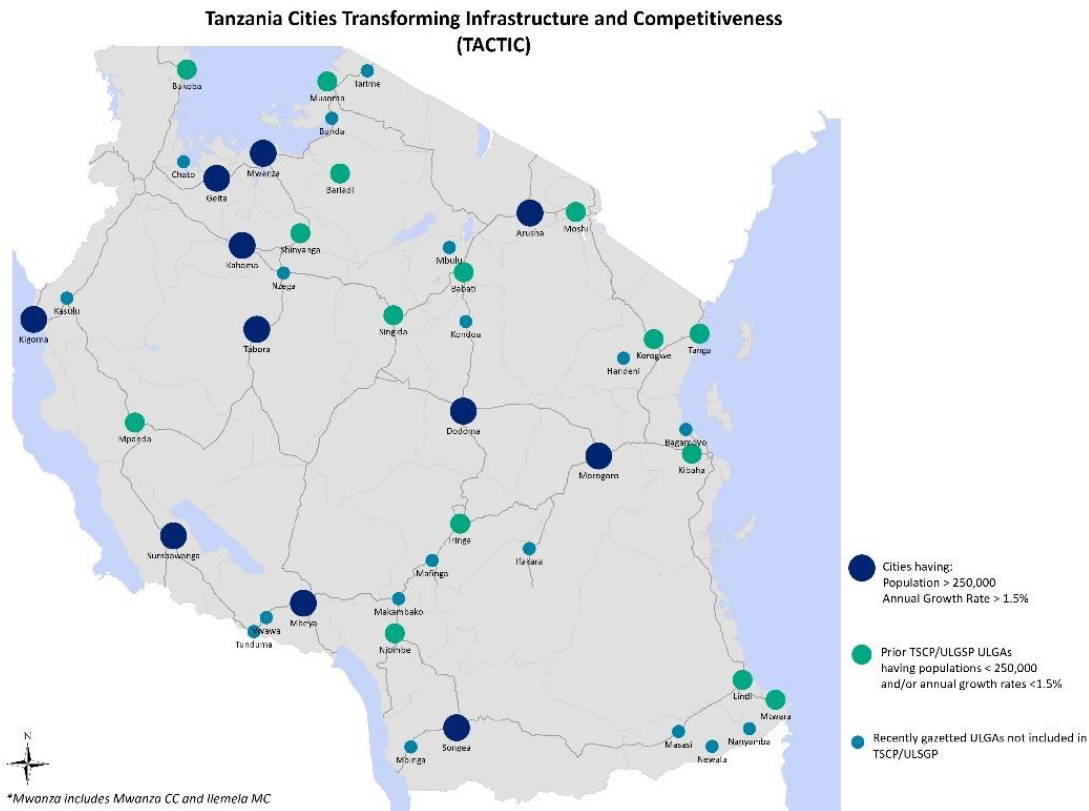 Tanzania Cities Transforming Infrastructure and Competitiveness
(TACTIC)
Bukoba
Musoma
Tarime
Bunda
Chato
Geita
Mwanza
Bariadi
Arusha
Moshi
Kahama
Shinyanga
Mbulu
Nzega
Babati
Kasulu
Kigoma
Tabora
Singida
Kondoa
Korogwe
Tanga
Handeni
Mpanda
Dodoma
Bagamoyo
Kibaha
Morogoro
Sumbawanga
Iringa
Ifakara
Mafinga
Mbeya
Makambako
Vwawa
Tunduma
Njombe
Lindi
Mtwara
Songea
Mbinga
Masasi
Nanyamba
Newala
Cities having:
Population > 250,000
Annual Growth Rate > 1.5%
Prior TSCP/ULGSP ULGAs
having populations < 250,000
and/or annual growth rates <1.5%
Recently gazetted ULGAs not included in
TSCP/ULSGP
N
*Mwanza includes Mwanza CC and Ilemela MC